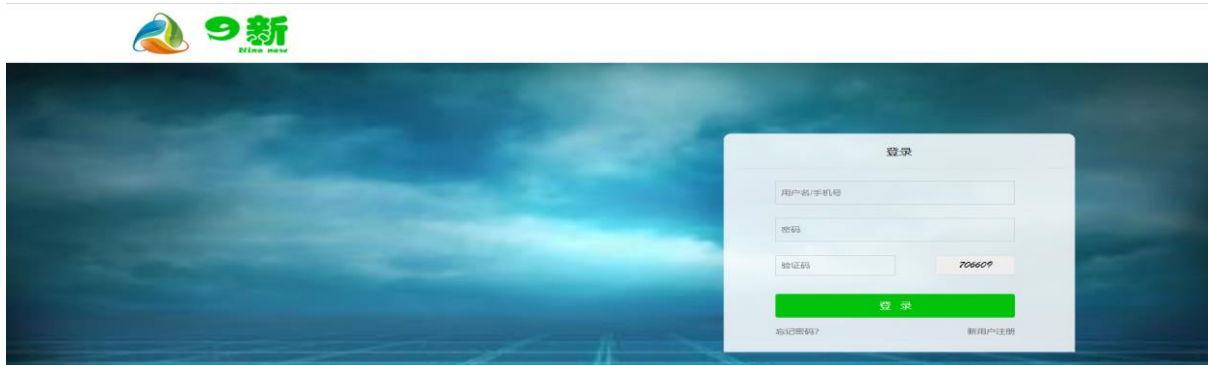 9新
Nine new
登录
用户名/手机号
密码
验证码
706609
登 录
忘记密码?
新用户注册